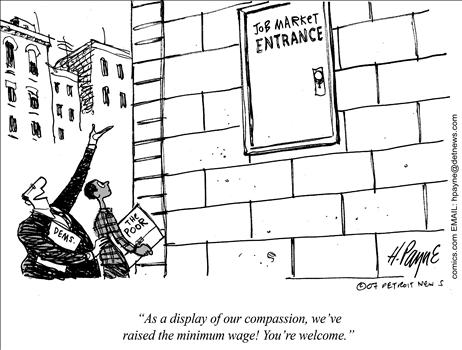 JOB MARKET
ENTRANCE
DEMS.
THE
POOR
H. PAYNE
©07 DETROIT NEWS
comics.com EMAIL: hpayne@detnews.com
“As a display of our compassion, we’ve
raised the minimum wage! You’re welcome.”